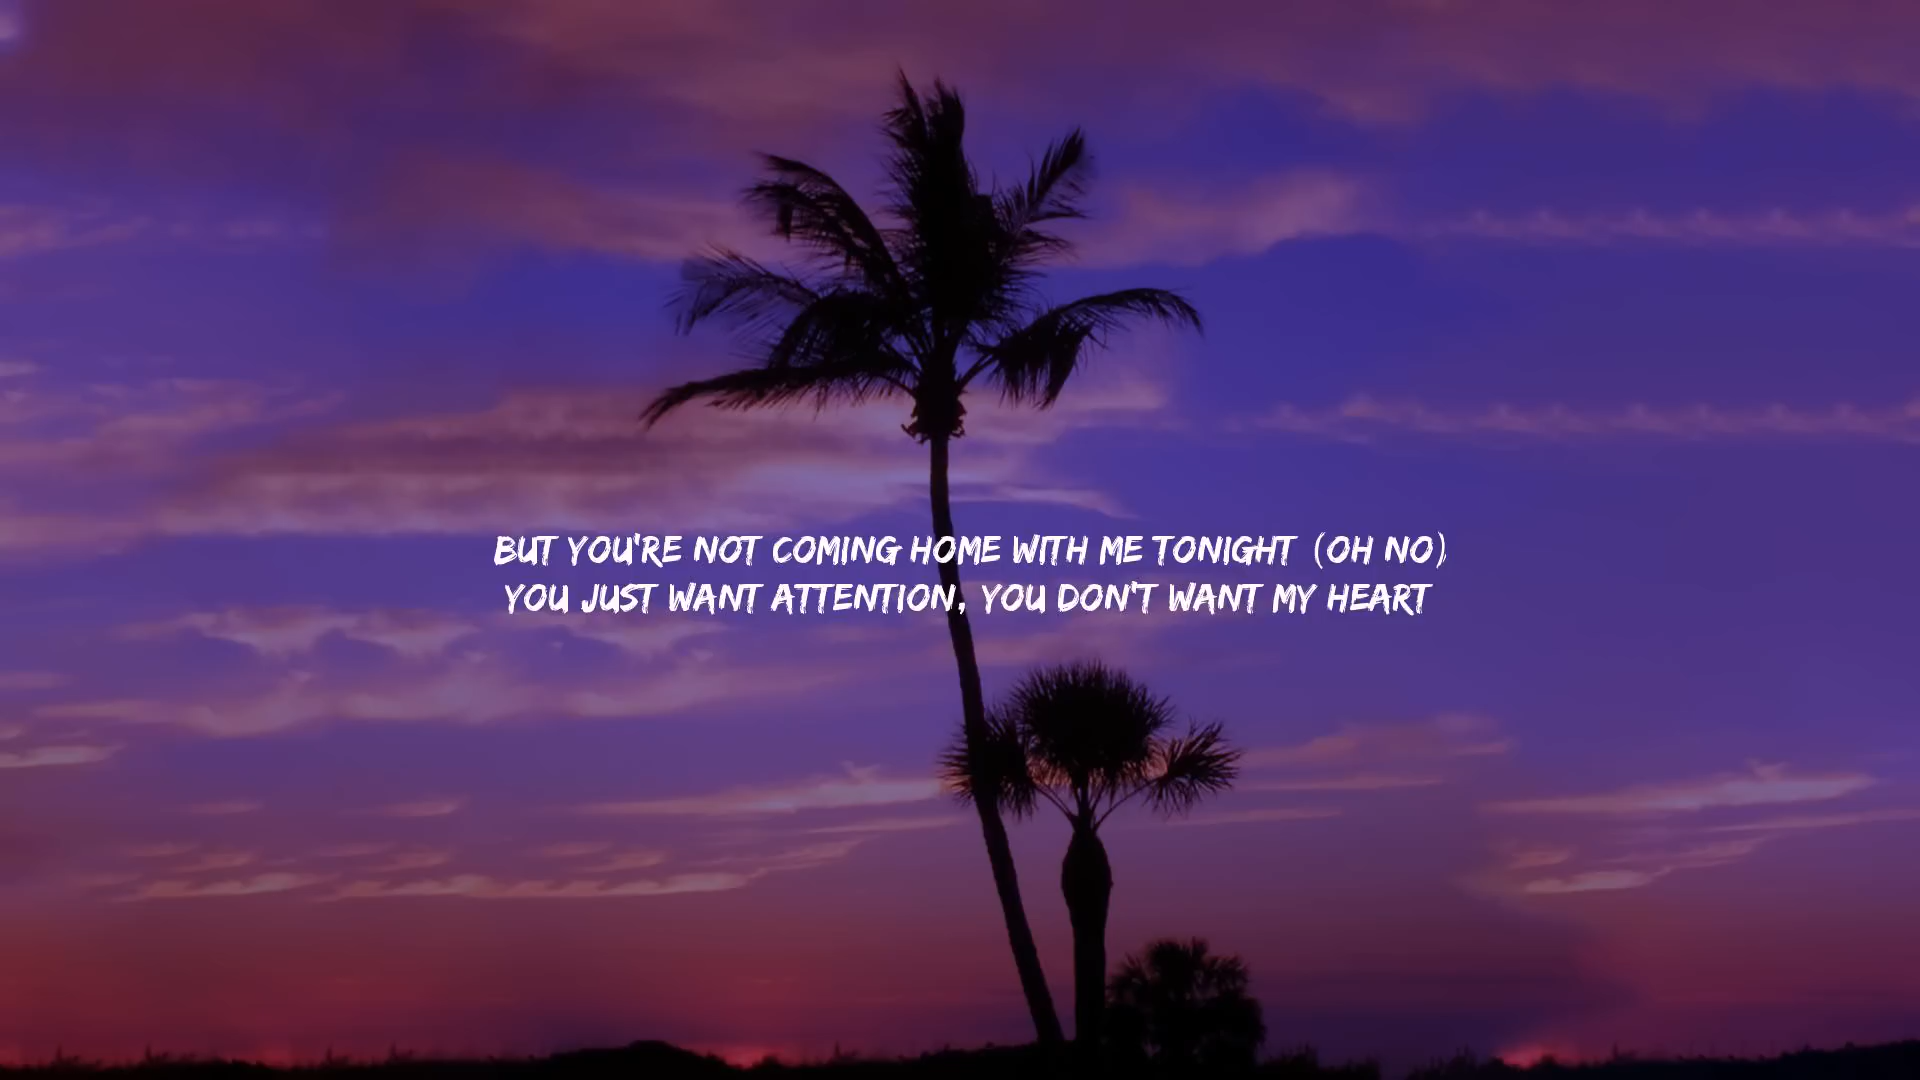 BUT YOU'RE NOT COMING HOME WITH ME TONIGHT (OH NO)
YOU JUST WANT ATTENTION, YOU DON'T WANT MY HEART